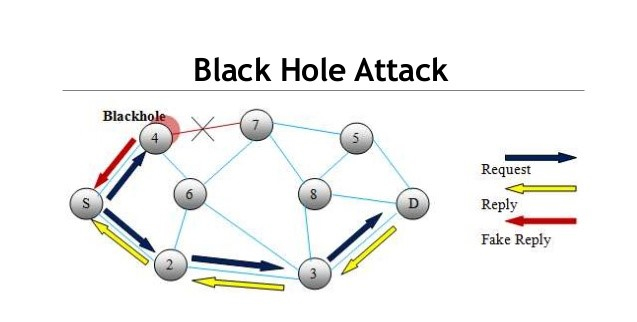 Black Hole Attack
Blackhole
4
7
5
S
6
8
D
2
3
Request
Reply
Fake Reply